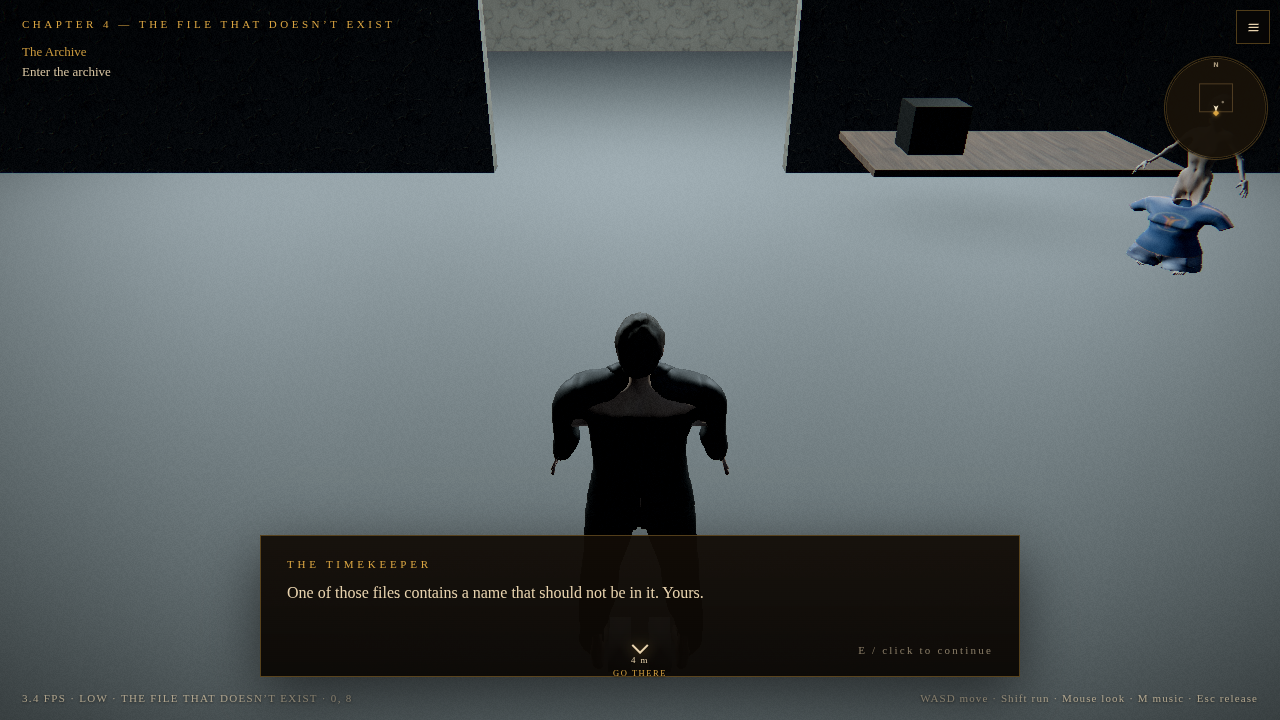 CHAPTER 4 — THE FILE THAT DOESN'T EXIST
The Archive
Enter the archive
≡
N
THE TIMEKEEPER
One of those files contains a name that should not be in it. Yours.
E / click to continue
4 m
GO THERE
3.4 FPS · LOW · THE FILE THAT DOESN'T EXIST · 0, 8
WASD move · Shift run · Mouse look · M music · Esc release